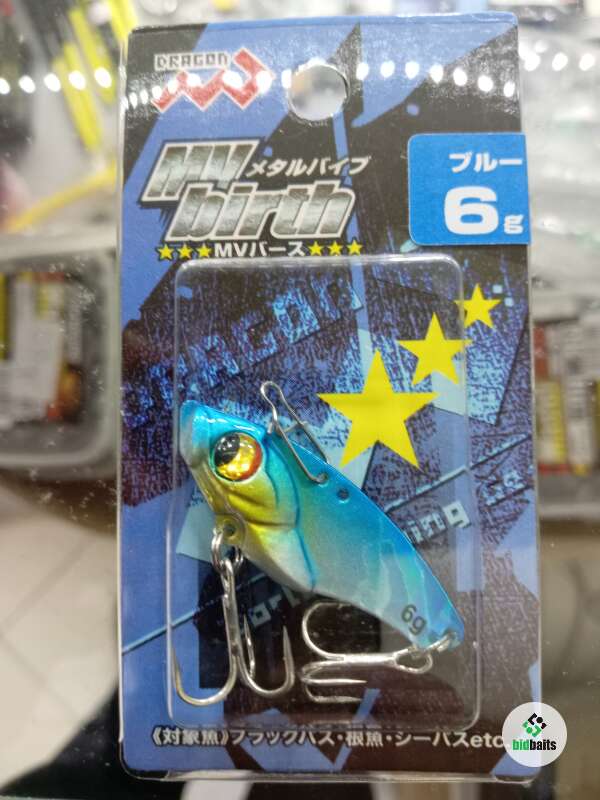 DRAGON
MV
birth
メタルバイブ
★★★MVバース★★★
ブルー
6g
DRAGON
6g
《対象魚》ブラックバス・根魚・シーバスetc
bidbaits